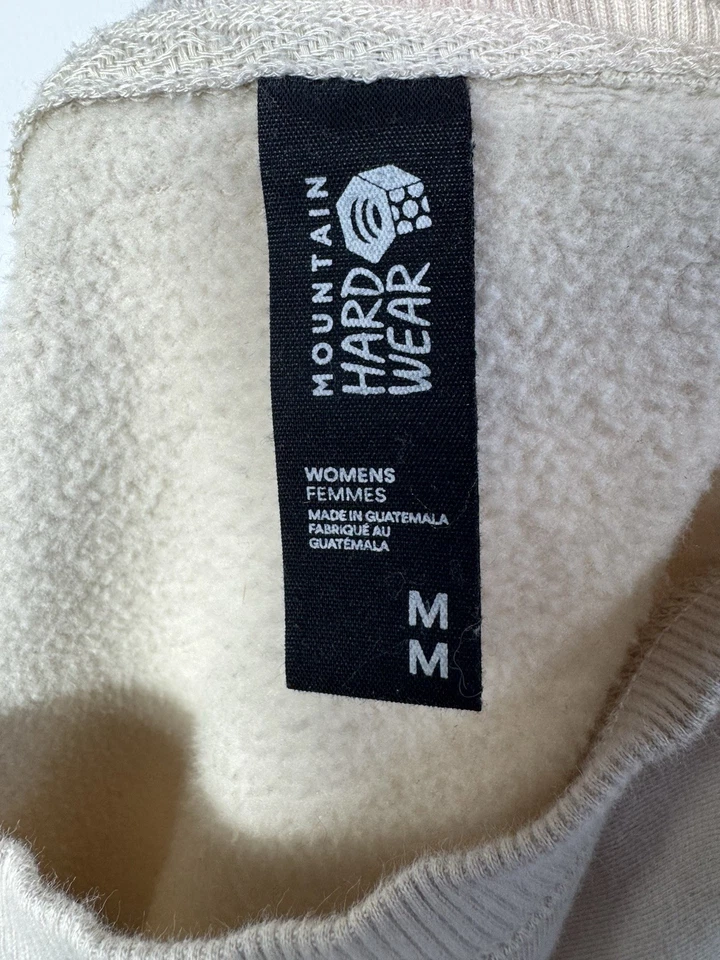 MOUNTAIN
HARD
WEAR
WOMENS
FEMMES
MADE IN GUATEMALA
FABRIQUÉ AU
GUATÉMALA
M
M